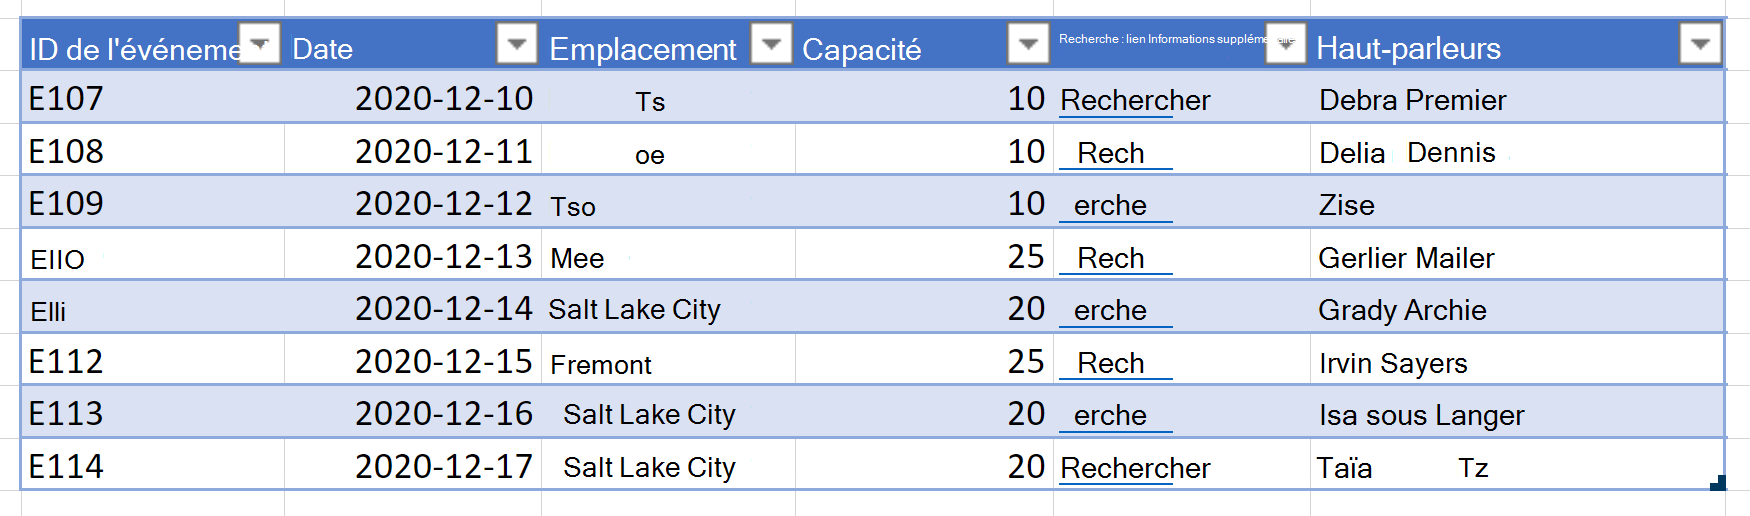 ID de l'événeme Date Emplacement Capacité Recherche : lien Informations supplémentaire Haut-parleurs
E107 2020-12-10 Ts 10 Rechercher Debra Premier
E108 2020-12-11 oe 10 Rech Delia Dennis
E109 2020-12-12 Tso 10 erche Zise
EIIO 2020-12-13 Mee 25 Rech Gerlier Mailer
Elli 2020-12-14 Salt Lake City 20 erche Grady Archie
E112 2020-12-15 Fremont 25 Rech Irvin Sayers
E113 2020-12-16 Salt Lake City 20 erche Isa sous Langer
E114 2020-12-17 Salt Lake City 20 Rechercher Taïa Tz